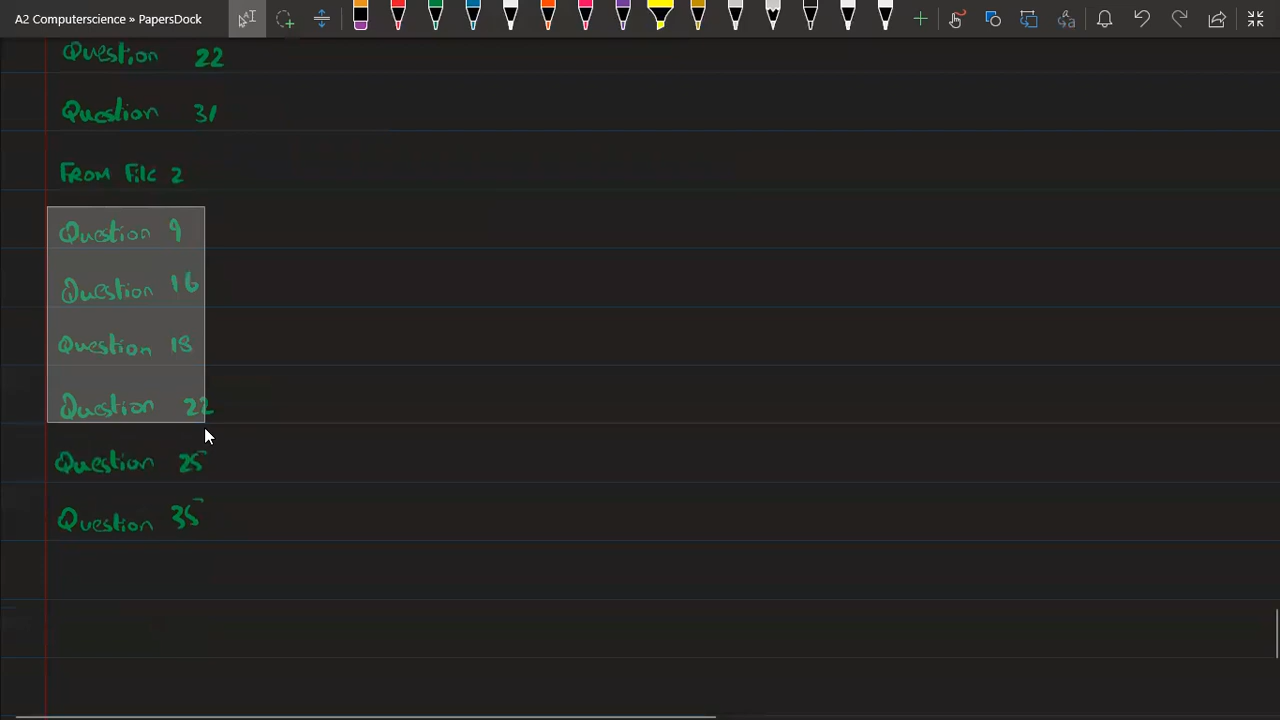 A2 Computerscience » PapersDock
Question 22
Question 31
FROM File 2
Question 9
Question 16
Question 18
Question 22
Question 25
Question 35